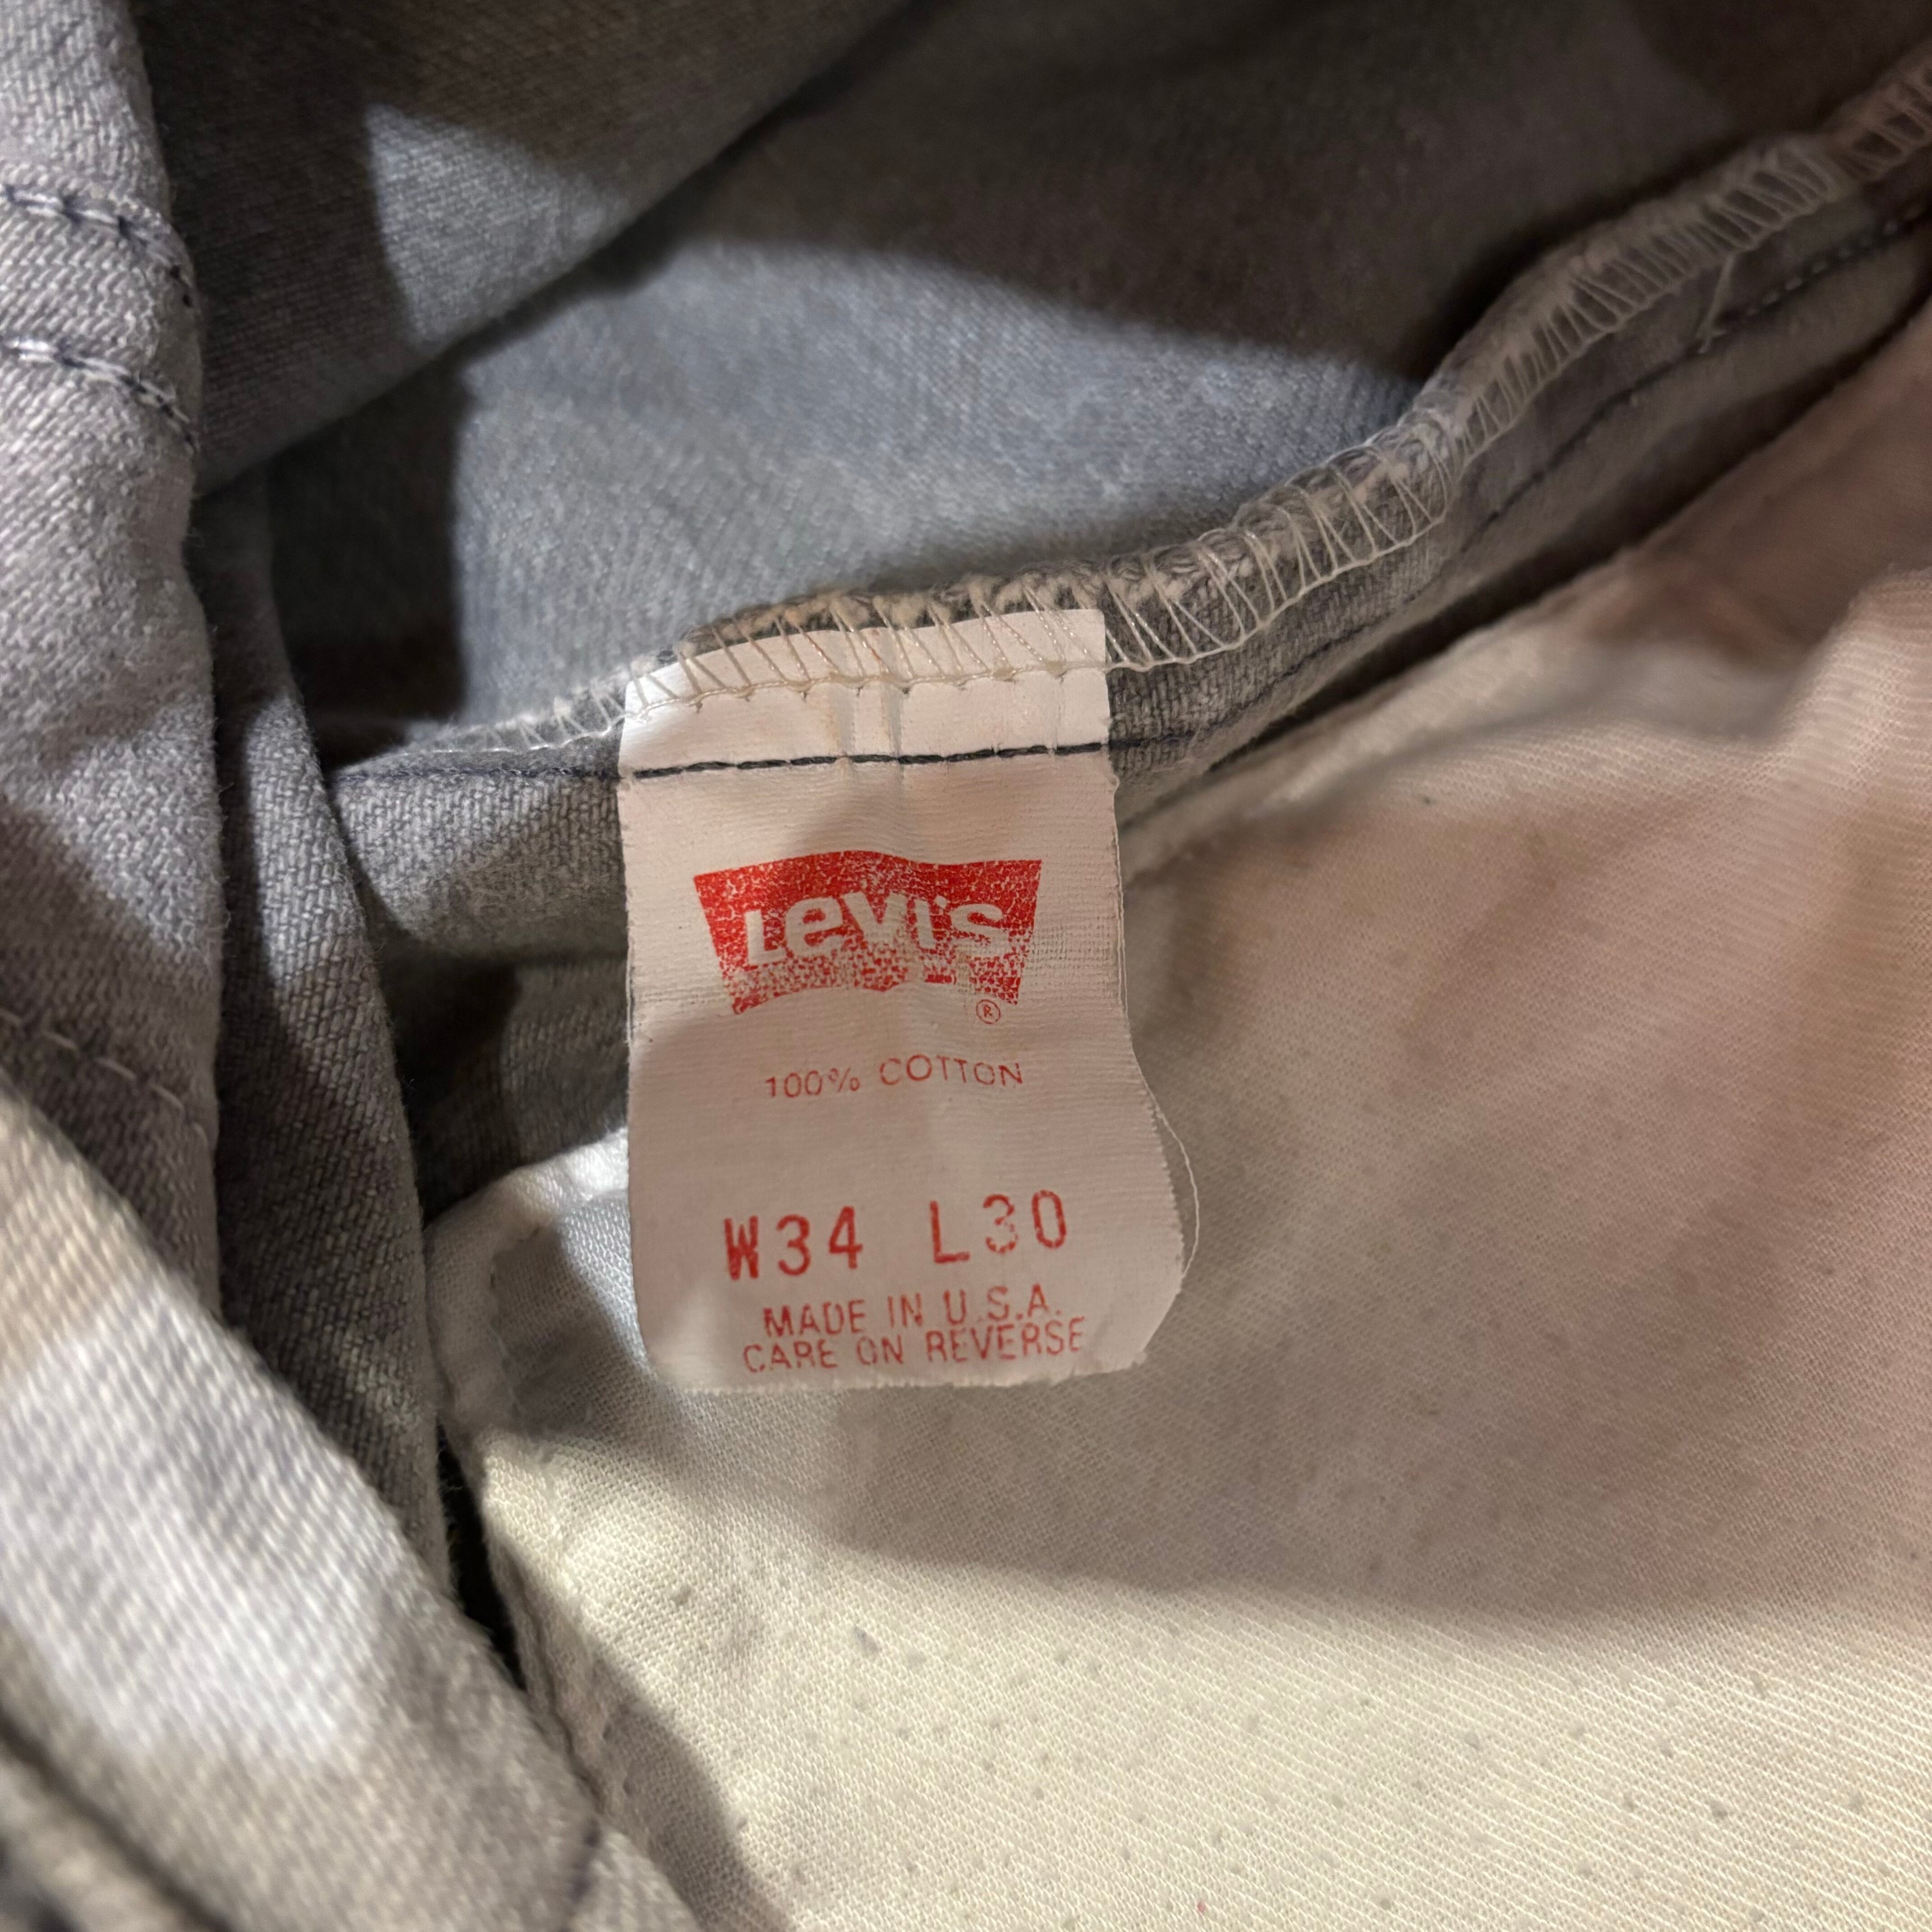 Levi's
®
100% COTTON
W34 L30
MADE IN U.S.A.
CARE ON REVERSE